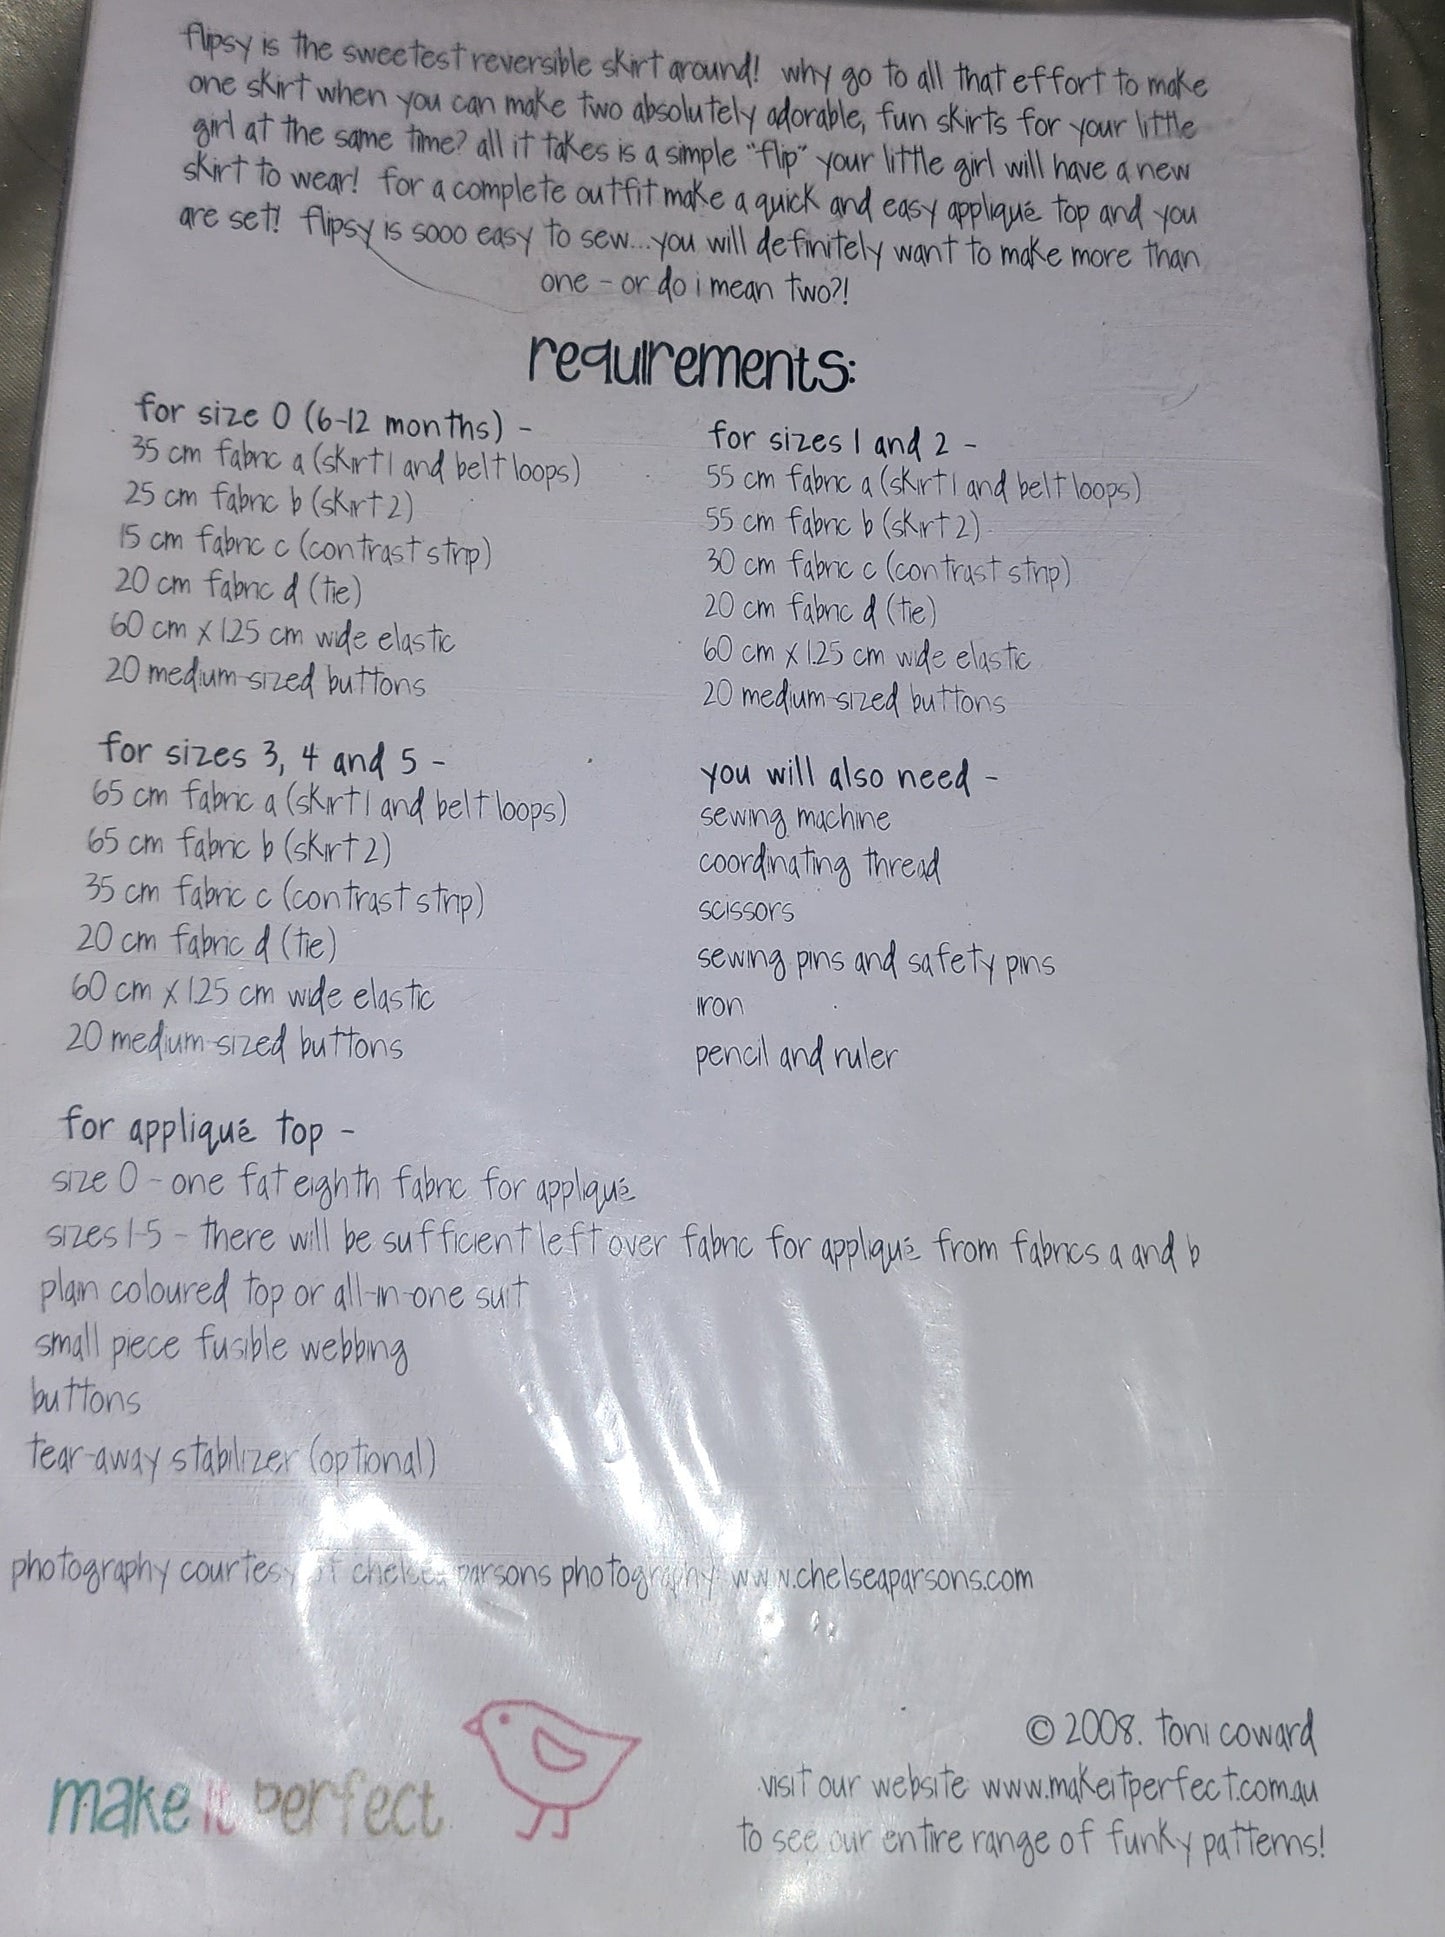 flipsy is the sweetest reversible skirt around! why go to all that effort to make
one skirt when you can make two absolutely adorable, fun skirts for your little
girl at the same time? all it takes is a simple "flip" your little girl will have a new
skirt to wear! for a complete outfit make a quick and easy appliqué top and you
are set! flipsy is sooo easy to sew...you will definitely want to make more than
one - or do i mean two?!
requirements:
for size 0 (6-12 months) -
35 cm fabric a (skirt 1 and belt loops)
25 cm fabric b (skirt 2)
15 cm fabric c (contrast strip)
20 cm fabric d (tie)
60 cm x 1.25 cm wide elastic
20 medium-sized buttons
for sizes 1 and 2 -
55 cm fabric a (skirt 1 and belt loops)
55 cm fabric b (skirt 2)
30 cm fabric c (contrast strip)
20 cm fabric d (tie)
60 cm x 1.25 cm wide elastic
20 medium-sized buttons
for sizes 3, 4 and 5 -
65 cm fabric a (skirt 1 and belt loops)
65 cm fabric b (skirt 2)
35 cm fabric c (contrast strip)
20 cm fabric d (tie)
60 cm x 1.25 cm wide elastic
20 medium-sized buttons
you will also need -
sewing machine
coordinating thread
scissors
sewing pins and safety pins
iron
pencil and ruler
for appliqué top -
size 0 - one fat eighth fabric for appliqué
sizes 1-5 - there will be sufficient left over fabric for appliqué from fabrics a and b
plain coloured top or all-in-one suit
small piece fusible webbing
buttons
tear-away stabilizer (optional)
photography courtesy of chelsea parsons photography www.chelseaparsons.com
make it perfect
© 2008. toni coward
visit our website www.makeitperfect.com.au
to see our entire range of funky patterns!